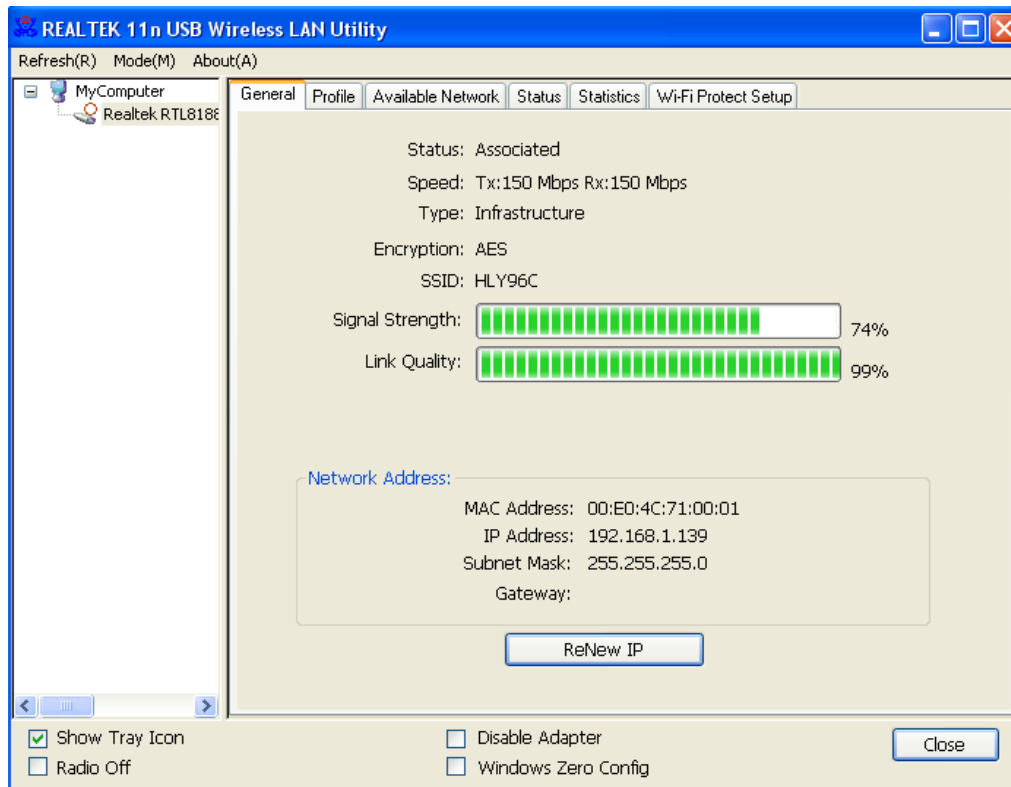 REALTEK 11n USB Wireless LAN Utility
Refresh(R) Mode(M) About(A)
MyComputer
Realtek RTL8188
General Profile Available Network Status Statistics Wi-Fi Protect Setup
Status: Associated
Speed: Tx:150 Mbps Rx:150 Mbps
Type: Infrastructure
Encryption: AES
SSID: HLY96C
Signal Strength: 74%
Link Quality: 99%
Network Address:
MAC Address: 00:E0:4C:71:00:01
IP Address: 192.168.1.139
Subnet Mask: 255.255.255.0
Gateway:
ReNew IP
Show Tray Icon Disable Adapter
Radio Off Windows Zero Config
Close